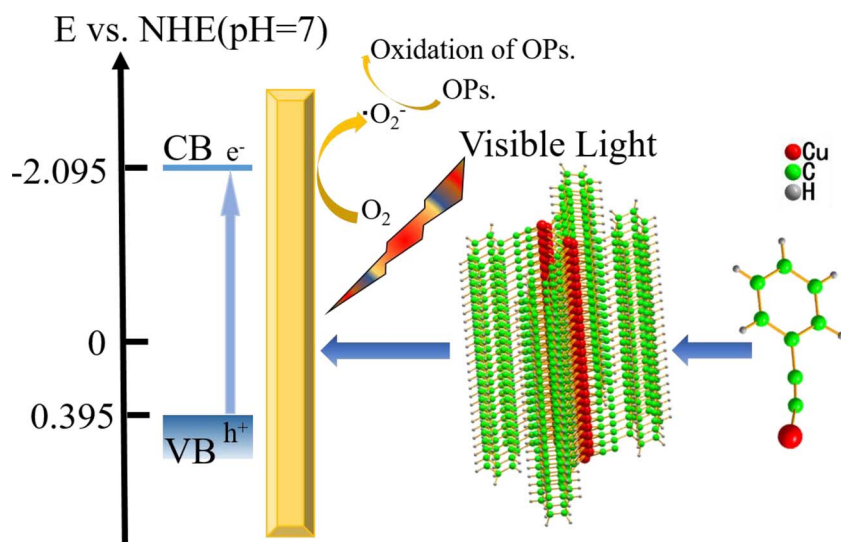 E vs. NHE(pH=7)
Oxidation of OPs.
OPs.
·O₂⁻
Visible Light
CB e⁻
-2.095
O₂
Cu
C
H
0
0.395
h⁺
VB